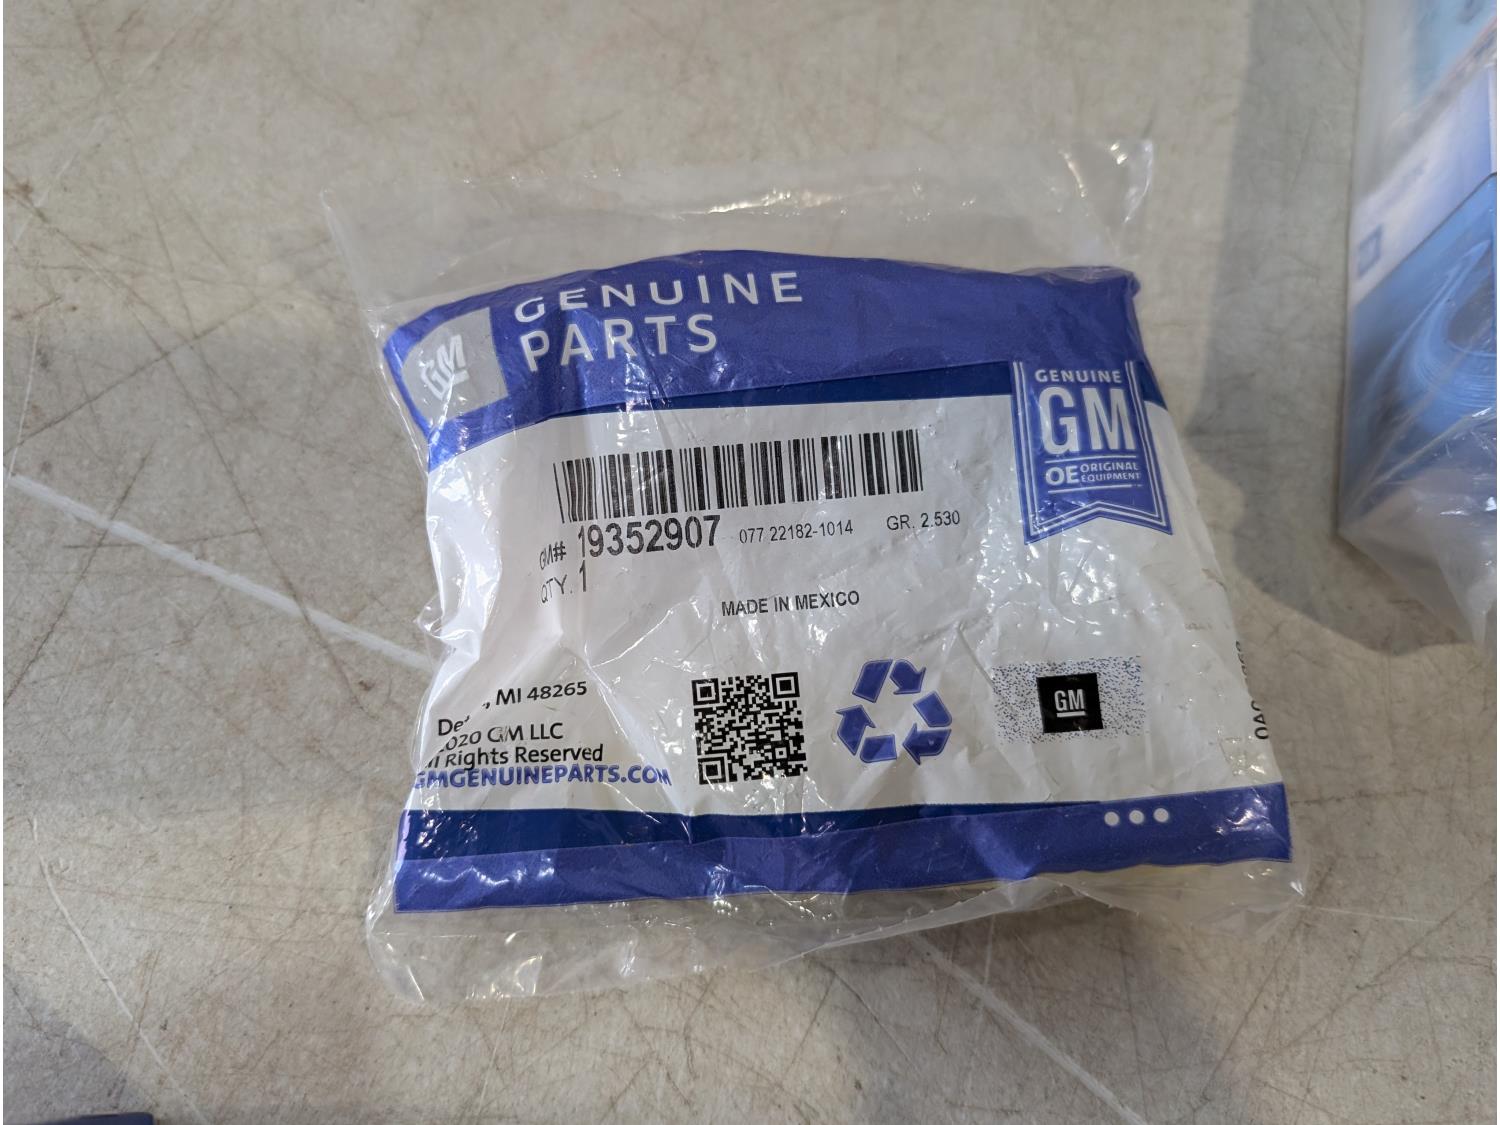 GM
GENUINE
PARTS
GENUINE
GM
OE ORIGINAL
EQUIPMENT
GM# 19352907 077 22182-1014 GR. 2.530
QTY. 1
MADE IN MEXICO
MI 48265
GM LLC
Rights Reserved
GMGENUINEPARTS.COM
GM